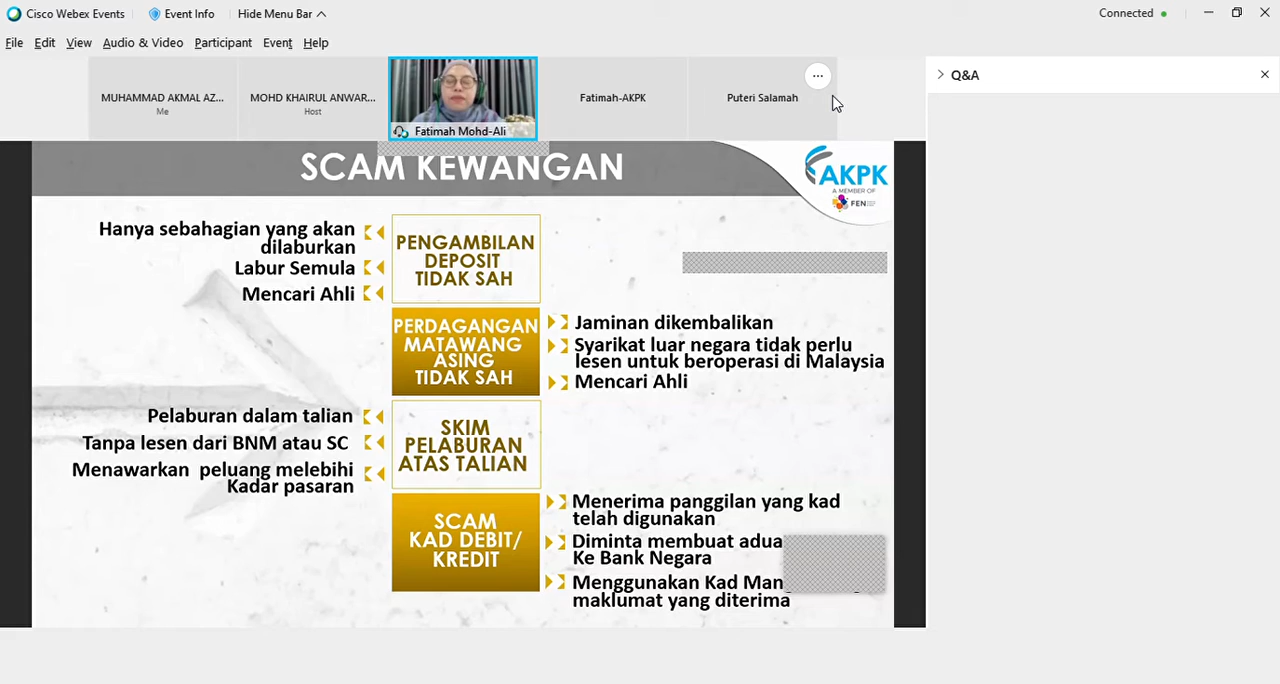 Cisco Webex Events
Event Info
Hide Menu Bar
Connected
File Edit View Audio & Video Participant Event Help
MUHAMMAD AKMAL AZ...
Me
MOHD KHAIRUL ANWAR...
Host
Fatimah Mohd-Ali
Fatimah-AKPK
Puteri Salamah
Q&A
SCAM KEWANGAN
AKPK
A MEMBER OF
FEN
Hanya sebahagian yang akan
dilaburkan
Labur Semula
Mencari Ahli
PENGAMBILAN
DEPOSIT
TIDAK SAH
PERDAGANGAN
MATAWANG
ASING
TIDAK SAH
Jaminan dikembalikan
Syarikat luar negara tidak perlu
lesen untuk beroperasi di Malaysia
Mencari Ahli
Pelaburan dalam talian
Tanpa lesen dari BNM atau SC
Menawarkan peluang melebihi
Kadar pasaran
SKIM
PELABURAN
ATAS TALIAN
SCAM
KAD DEBIT/
KREDIT
Menerima panggilan yang kad
telah digunakan
Diminta membuat
Ke Bank Negara
Menggunakan Kad
maklumat yang diterima